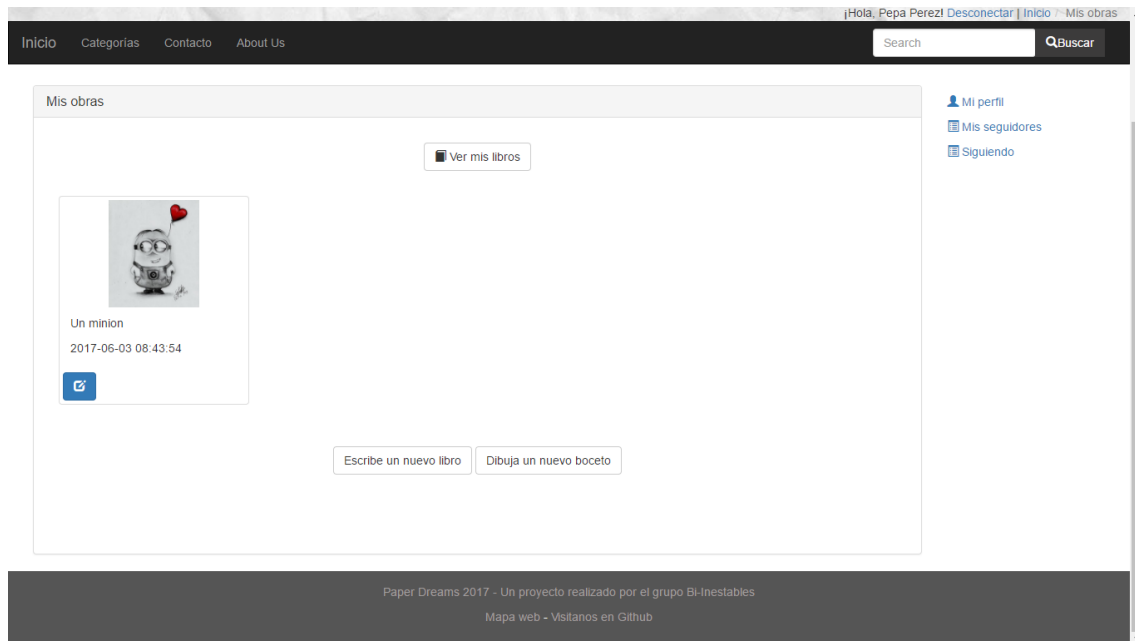 ¡Hola, Pepa Perez! Desconectar | Inicio / Mis obras
Inicio Categorías Contacto About Us Search Buscar
Mis obras
Mi perfil
Mis seguidores
Siguiendo
Ver mis libros
Un minion
2017-06-03 08:43:54
Escribe un nuevo libro Dibuja un nuevo boceto
Paper Dreams 2017 - Un proyecto realizado por el grupo Bi-Inestables
Mapa web - Visitanos en Github